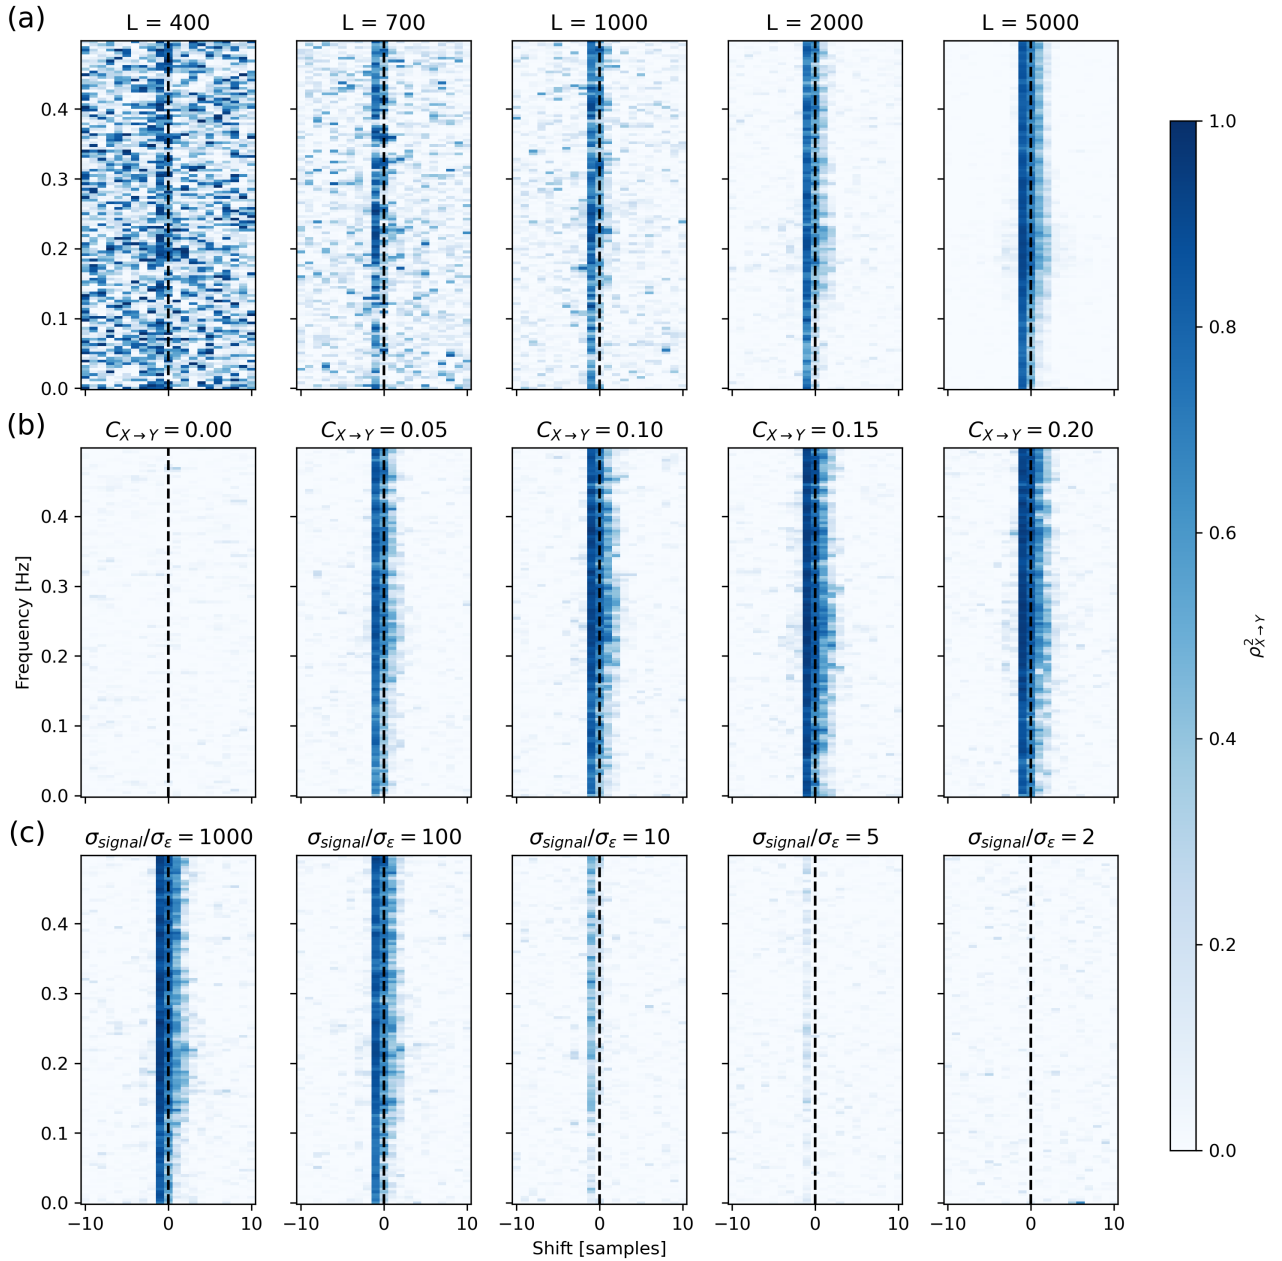 (a)
L = 400
L = 700
L = 1000
L = 2000
L = 5000
0.4
0.3
0.2
0.1
0.0
(b)
C_{X→Y} = 0.00
C_{X→Y} = 0.05
C_{X→Y} = 0.10
C_{X→Y} = 0.15
C_{X→Y} = 0.20
Frequency [Hz]
0.4
0.3
0.2
0.1
0.0
(c)
σ_{signal}/σ_ε = 1000
σ_{signal}/σ_ε = 100
σ_{signal}/σ_ε = 10
σ_{signal}/σ_ε = 5
σ_{signal}/σ_ε = 2
0.4
0.3
0.2
0.1
0.0
−10 0 10
−10 0 10
−10 0 10
−10 0 10
−10 0 10
Shift [samples]
1.0
0.8
0.6
0.4
0.2
0.0
ρ²_{X→Y}